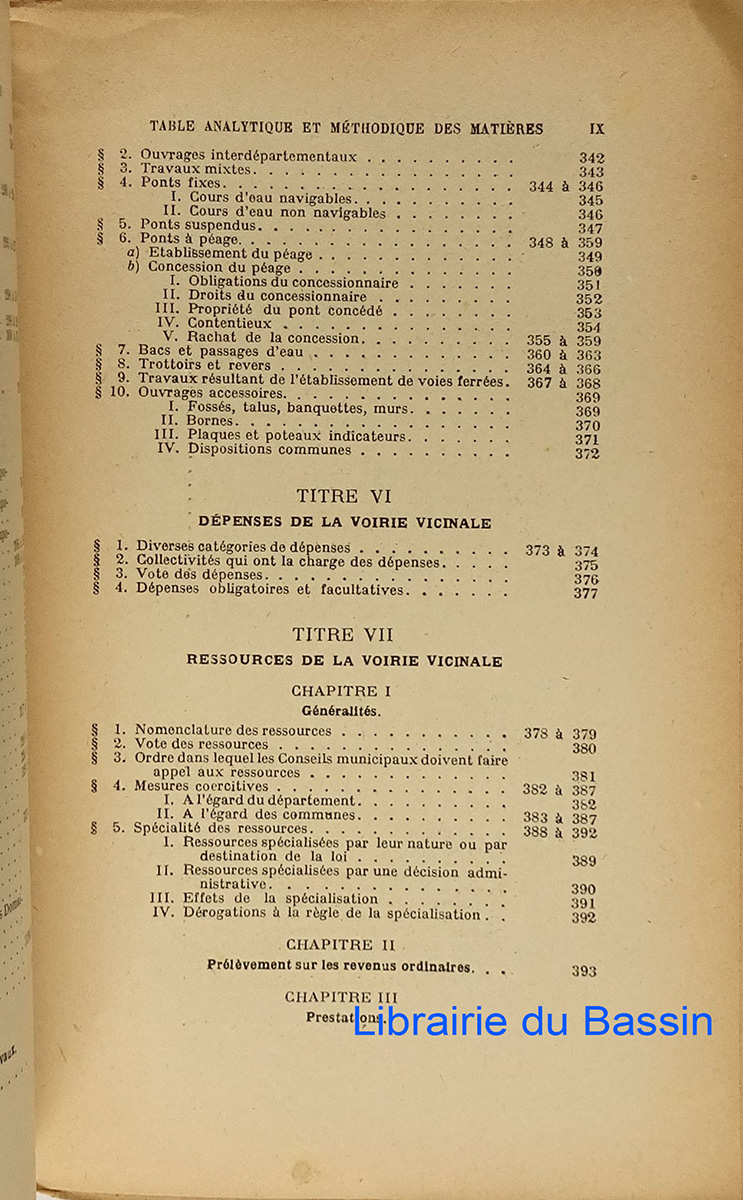 TABLE ANALYTIQUE ET MÉTHODIQUE DES MATIÈRES IX
§ 2. Ouvrages interdépartementaux . . . . . . . . . . 342
§ 3. Travaux mixtes. . . . . . . . . . . . . . . . . 343
§ 4. Ponts fixes. . . . . . . . . . . . . . . . . 344 à 346
I. Cours d'eau navigables. . . . . . . . . . . 345
II. Cours d'eau non navigables . . . . . . . . 346
§ 5. Ponts suspendus. . . . . . . . . . . . . . . . 347
§ 6. Ponts à péage. . . . . . . . . . . . . . . . 348 à 359
a) Etablissement du péage . . . . . . . . . . . . 349
b) Concession du péage . . . . . . . . . . . . . 350
I. Obligations du concessionnaire . . . . . . . 351
II. Droits du concessionnaire . . . . . . . . . 352
III. Propriété du pont concédé . . . . . . . . 353
IV. Contentieux . . . . . . . . . . . . . . . 354
V. Rachat de la concession. . . . . . . . . . 355 à 359
§ 7. Bacs et passages d'eau . . . . . . . . . . . . . 360 à 363
§ 8. Trottoirs et revers . . . . . . . . . . . . . . . 364 à 366
§ 9. Travaux résultant de l'établissement de voies ferrées. 367 à 368
§ 10. Ouvrages accessoires. . . . . . . . . . . . . . . 369
I. Fossés, talus, banquettes, murs. . . . . . . 369
II. Bornes. . . . . . . . . . . . . . . . . . 370
III. Plaques et poteaux indicateurs. . . . . . . 371
IV. Dispositions communes . . . . . . . . . . 372
TITRE VI
DÉPENSES DE LA VOIRIE VICINALE
§ 1. Diverses catégories de dépenses . . . . . . . . . . 373 à 374
§ 2. Collectivités qui ont la charge des dépenses. . . . . 375
§ 3. Vote des dépenses. . . . . . . . . . . . . . . . 376
§ 4. Dépenses obligatoires et facultatives. . . . . . . 377
TITRE VII
RESSOURCES DE LA VOIRIE VICINALE
CHAPITRE I
Généralités.
§ 1. Nomenclature des ressources . . . . . . . . . . . 378 à 379
§ 2. Vote des ressources . . . . . . . . . . . . . . . 380
§ 3. Ordre dans lequel les Conseils municipaux doivent faire
appel aux ressources . . . . . . . . . . . . . 381
§ 4. Mesures coercitives . . . . . . . . . . . . . . . 382 à 387
I. A l'égard du département. . . . . . . . . . 382
II. A l'égard des communes. . . . . . . . . . 383 à 387
§ 5. Spécialité des ressources. . . . . . . . . . . . . 388 à 392
I. Ressources spécialisées par leur nature ou par
destination de la loi . . . . . . . . . . 389
II. Ressources spécialisées par une décision admi-
nistrative. . . . . . . . . . . . . . . . 390
III. Effets de la spécialisation . . . . . . . . 391
IV. Dérogations à la règle de la spécialisation . . 392
CHAPITRE II
Prélèvement sur les revenus ordinaires. . . 393
CHAPITRE III
Prestations.
Librairie du Bassin